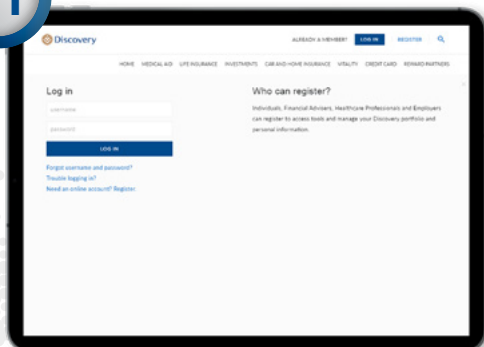 1
Discovery
ALREADY A MEMBER? LOG IN REGISTER
HOME MEDICAL AID LIFE INSURANCE INVESTMENTS CAR AND HOME INSURANCE VITALITY CREDIT CARD REWARD PARTNERS
Log in
username
password
LOG IN
Forgot username and password?
Trouble logging in?
Need an online account? Register.
Who can register?
Individuals, Financial Advisers, Healthcare Professionals and Employers
can register to access tools and manage your Discovery portfolio and
personal information.